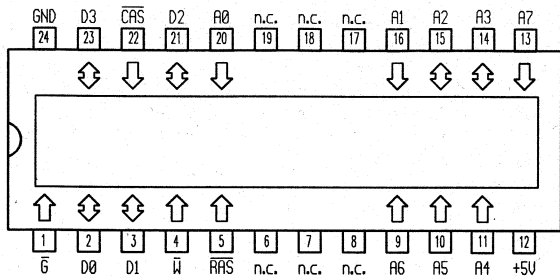 GND D3 C̅A̅S̅ D2 A0 n.c. n.c. n.c. A1 A2 A3 A7
24 23 22 21 20 19 18 17 16 15 14 13
1 2 3 4 5 6 7 8 9 10 11 12
G̅ D0 D1 W̅ R̅A̅S̅ n.c. n.c. n.c. A6 A5 A4 +5V